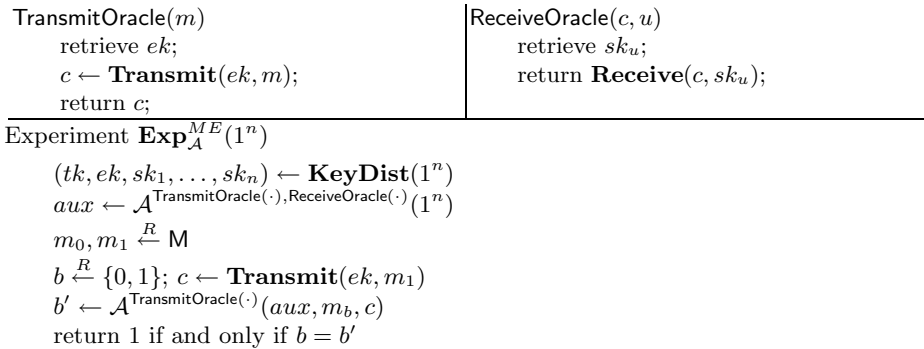 TransmitOracle(m)
retrieve ek;
c ← Transmit(ek, m);
return c;
ReceiveOracle(c, u)
retrieve sk_u;
return Receive(c, sk_u);
Experiment Exp_𝒜^{ME}(1^n)
(tk, ek, sk_1, . . . , sk_n) ← KeyDist(1^n)
aux ← 𝒜^{TransmitOracle(·),ReceiveOracle(·)}(1^n)
m_0, m_1 ←^R M
b ←^R {0, 1}; c ← Transmit(ek, m_1)
b′ ← 𝒜^{TransmitOracle(·)}(aux, m_b, c)
return 1 if and only if b = b′